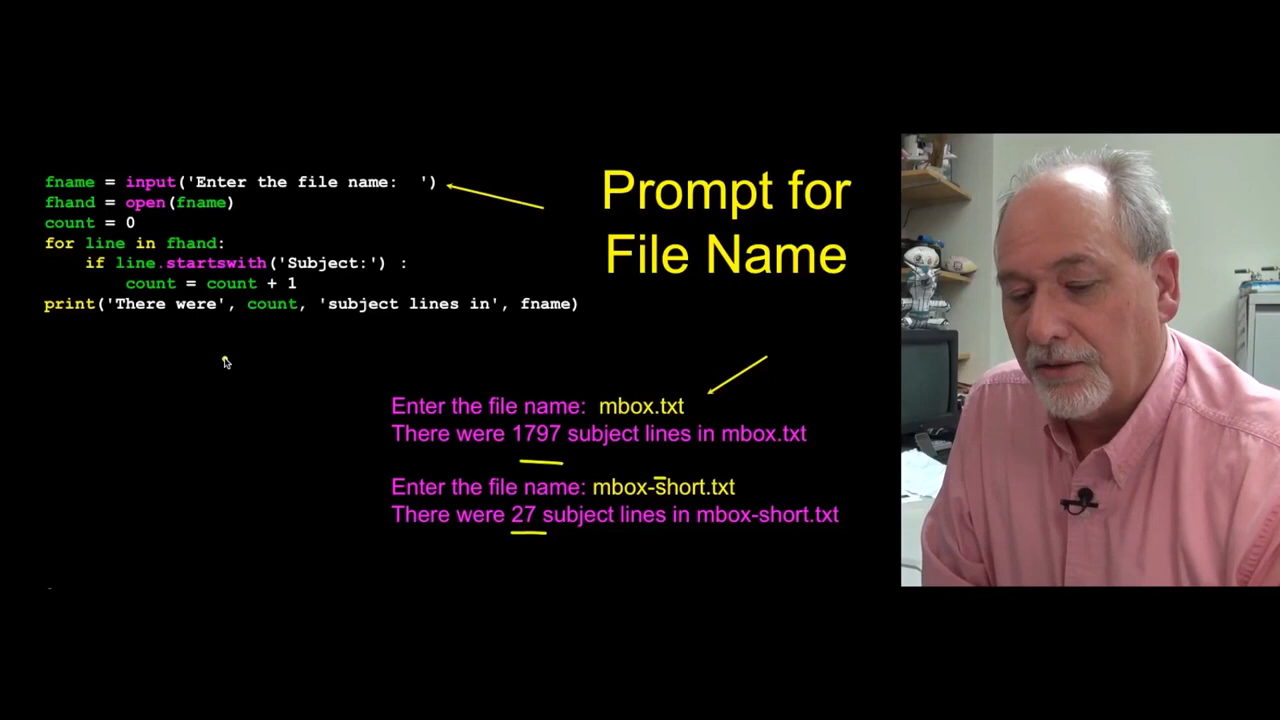 fname = input('Enter the file name:  ')
fhand = open(fname)
count = 0
for line in fhand:
    if line.startswith('Subject:') :
        count = count + 1
print('There were', count, 'subject lines in', fname)
Prompt for
File Name
Enter the file name:  mbox.txt
There were 1797 subject lines in mbox.txt
Enter the file name: mbox-short.txt
There were 27 subject lines in mbox-short.txt